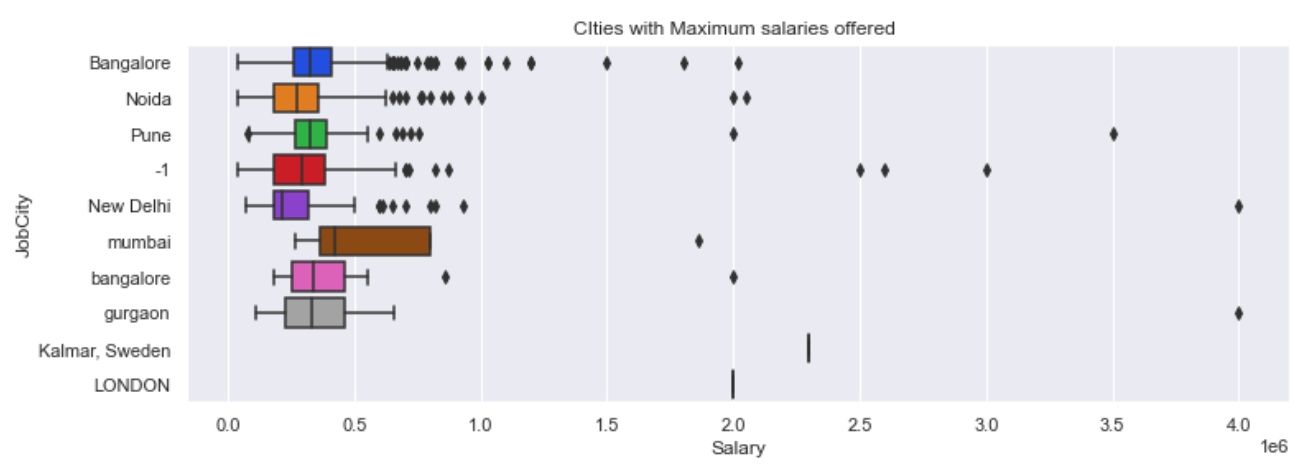 CIties with Maximum salaries offered
JobCity
Bangalore
Noida
Pune
-1
New Delhi
mumbai
bangalore
gurgaon
Kalmar, Sweden
LONDON
0.0 0.5 1.0 1.5 2.0 2.5 3.0 3.5 4.0
Salary
1e6